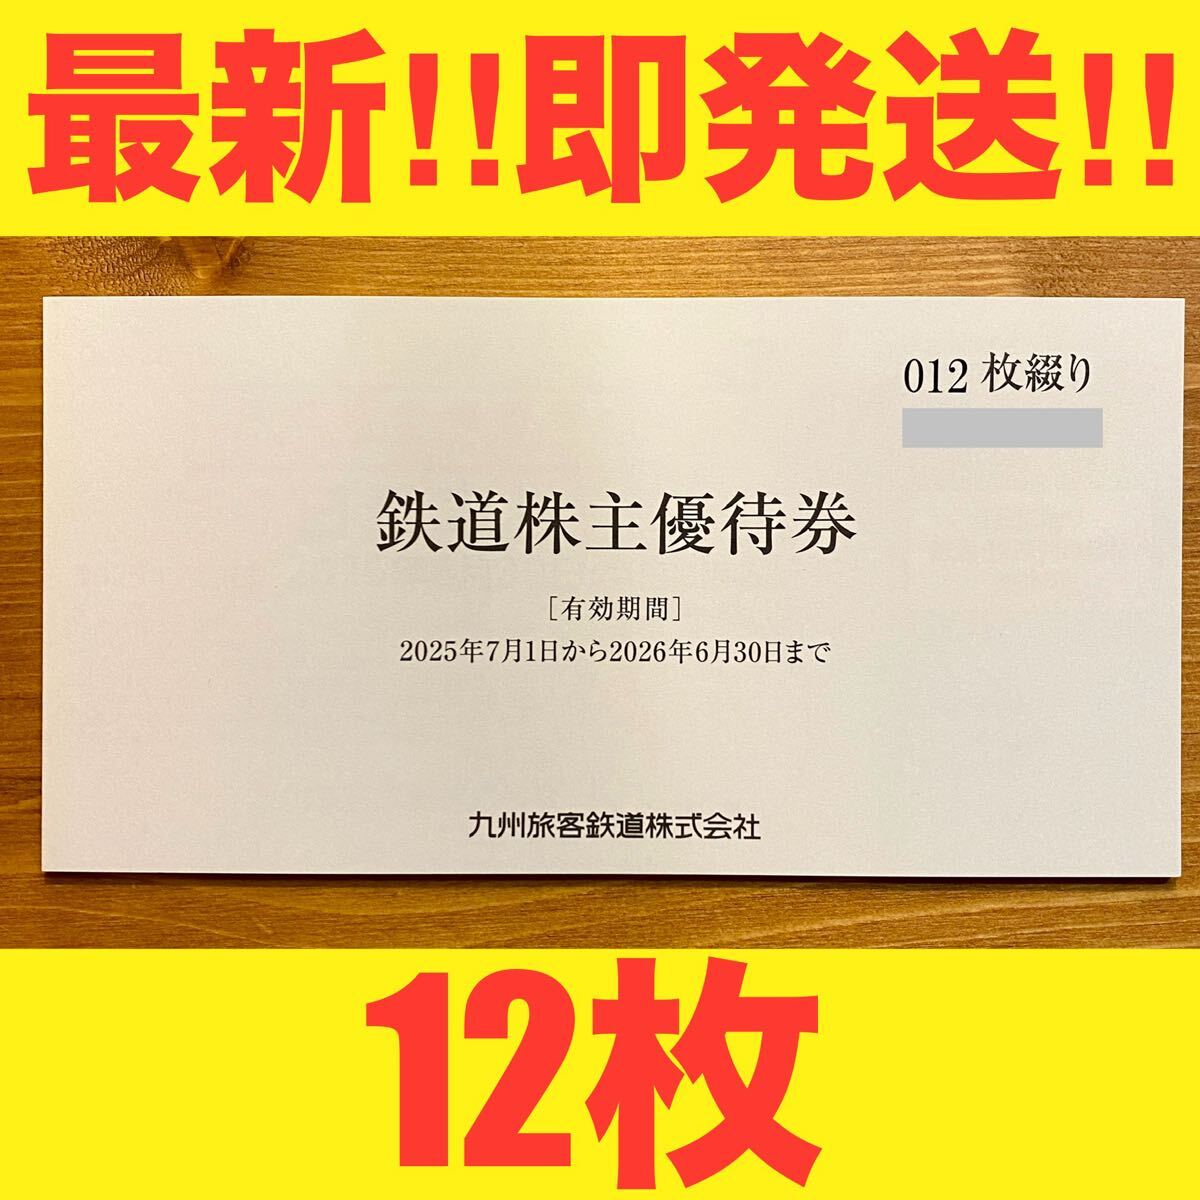 最新!!即発送!!
012 枚綴り
鉄道株主優待券
[有効期間]
2025年7月1日から2026年6月30日まで
九州旅客鉄道株式会社
12枚